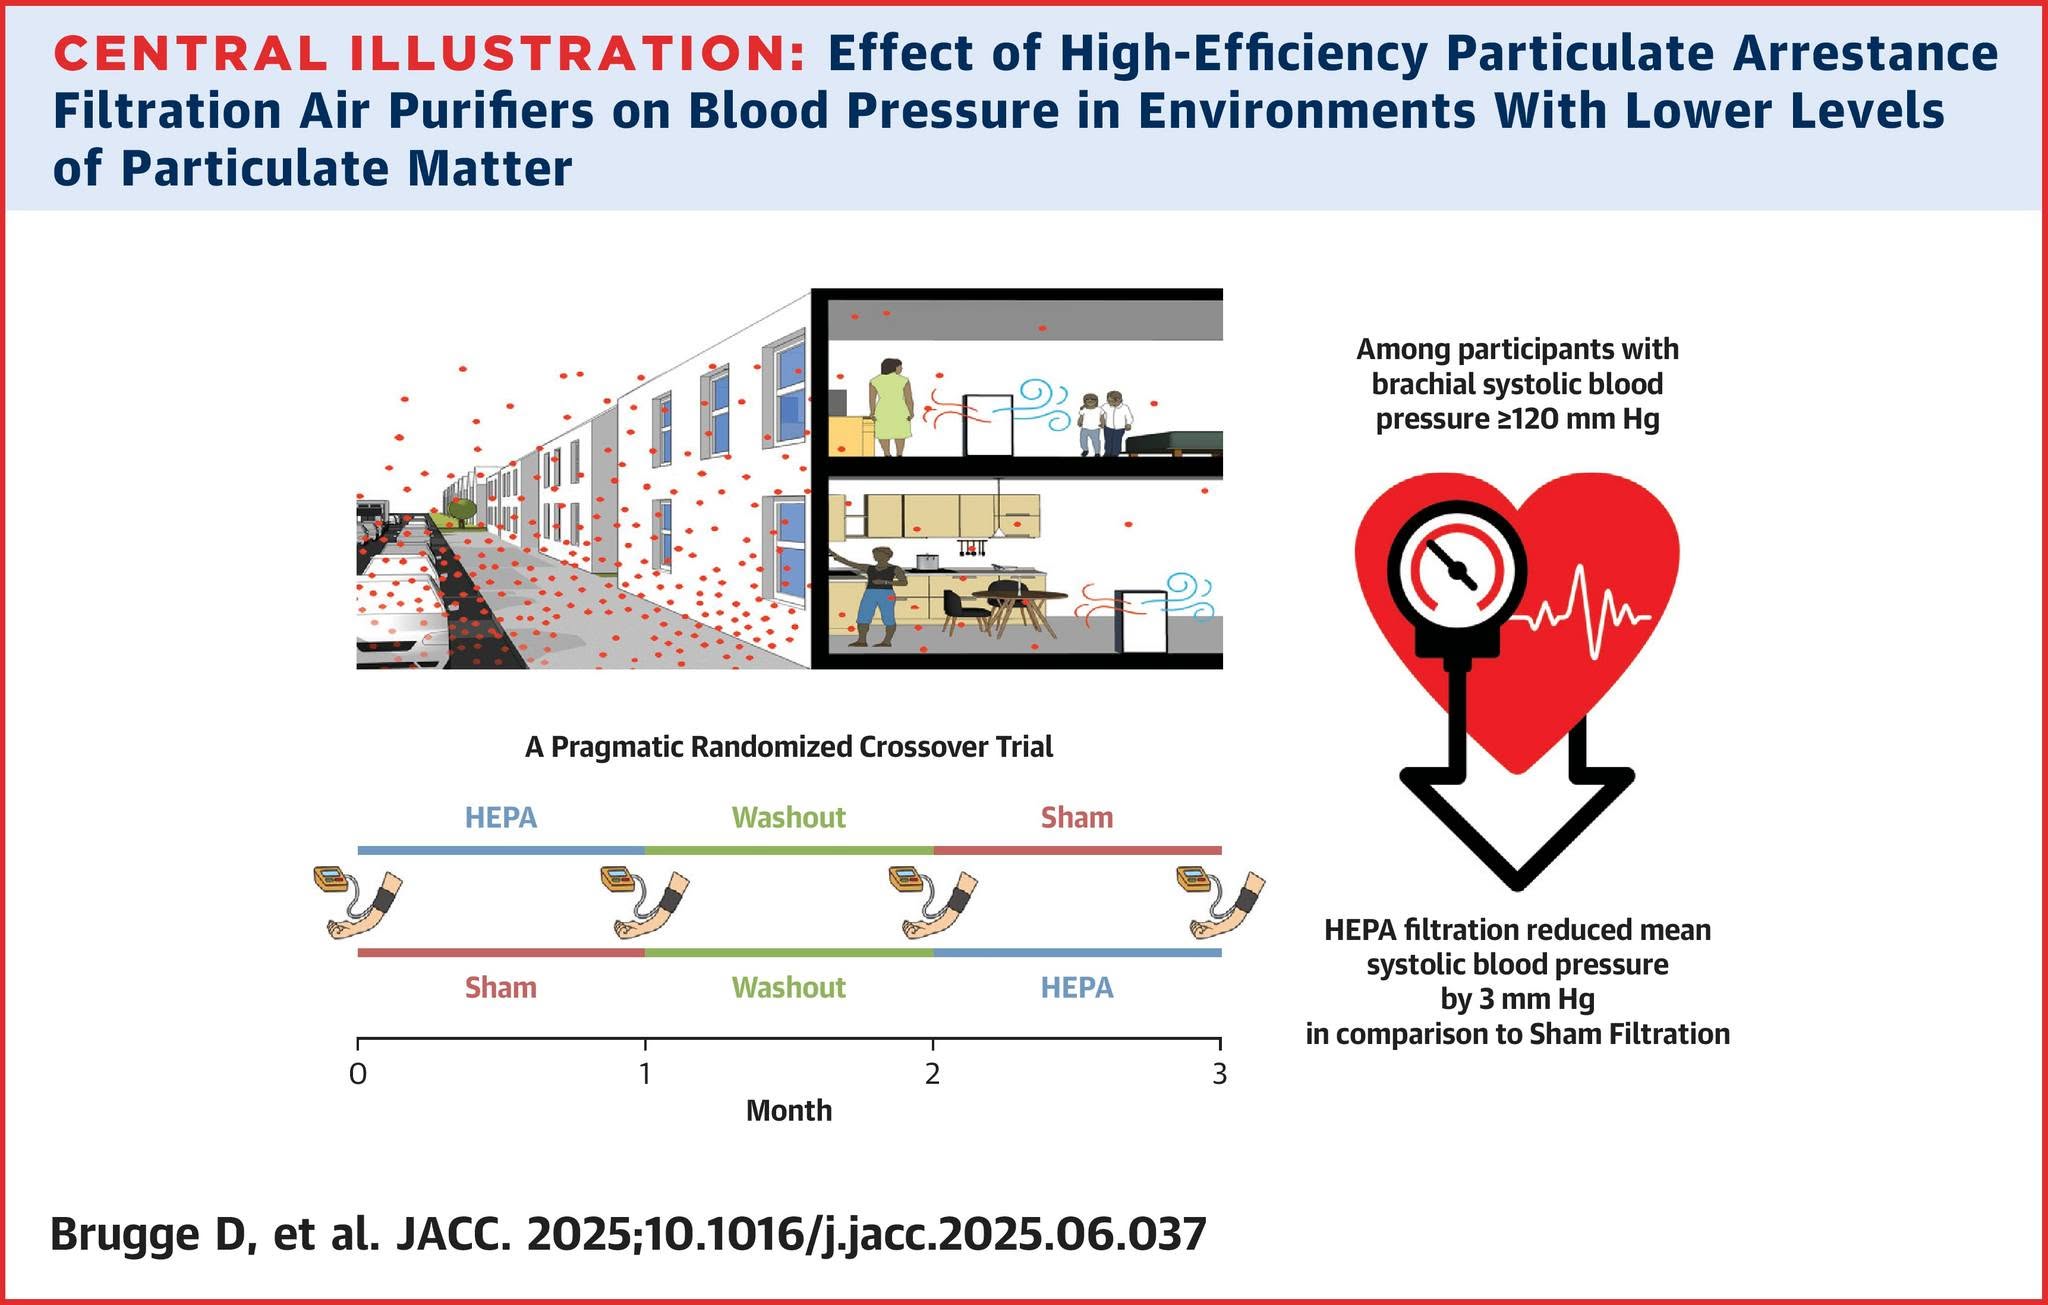 CENTRAL ILLUSTRATION: Effect of High-Efficiency Particulate Arrestance
Filtration Air Purifiers on Blood Pressure in Environments With Lower Levels
of Particulate Matter
Among participants with
brachial systolic blood
pressure ≥120 mm Hg
A Pragmatic Randomized Crossover Trial
HEPA Washout Sham
Sham Washout HEPA
0 1 2 3
Month
HEPA filtration reduced mean
systolic blood pressure
by 3 mm Hg
in comparison to Sham Filtration
Brugge D, et al. JACC. 2025;10.1016/j.jacc.2025.06.037